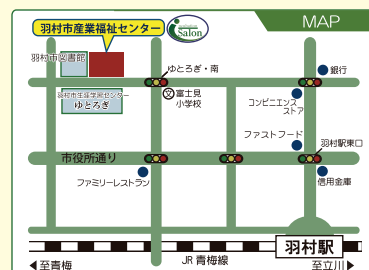 MAP
羽村市産業福祉センター
Salon
羽村市図書館
ゆとろぎ・南
銀行
羽村市生涯学習センター
ゆとろぎ
文
富士見
小学校
コンビニエンス
ストア
ファストフード
羽村駅東口
市役所通り
ファミリーレストラン
信用金庫
羽村駅
◀至青梅
JR 青梅線
至立川▶